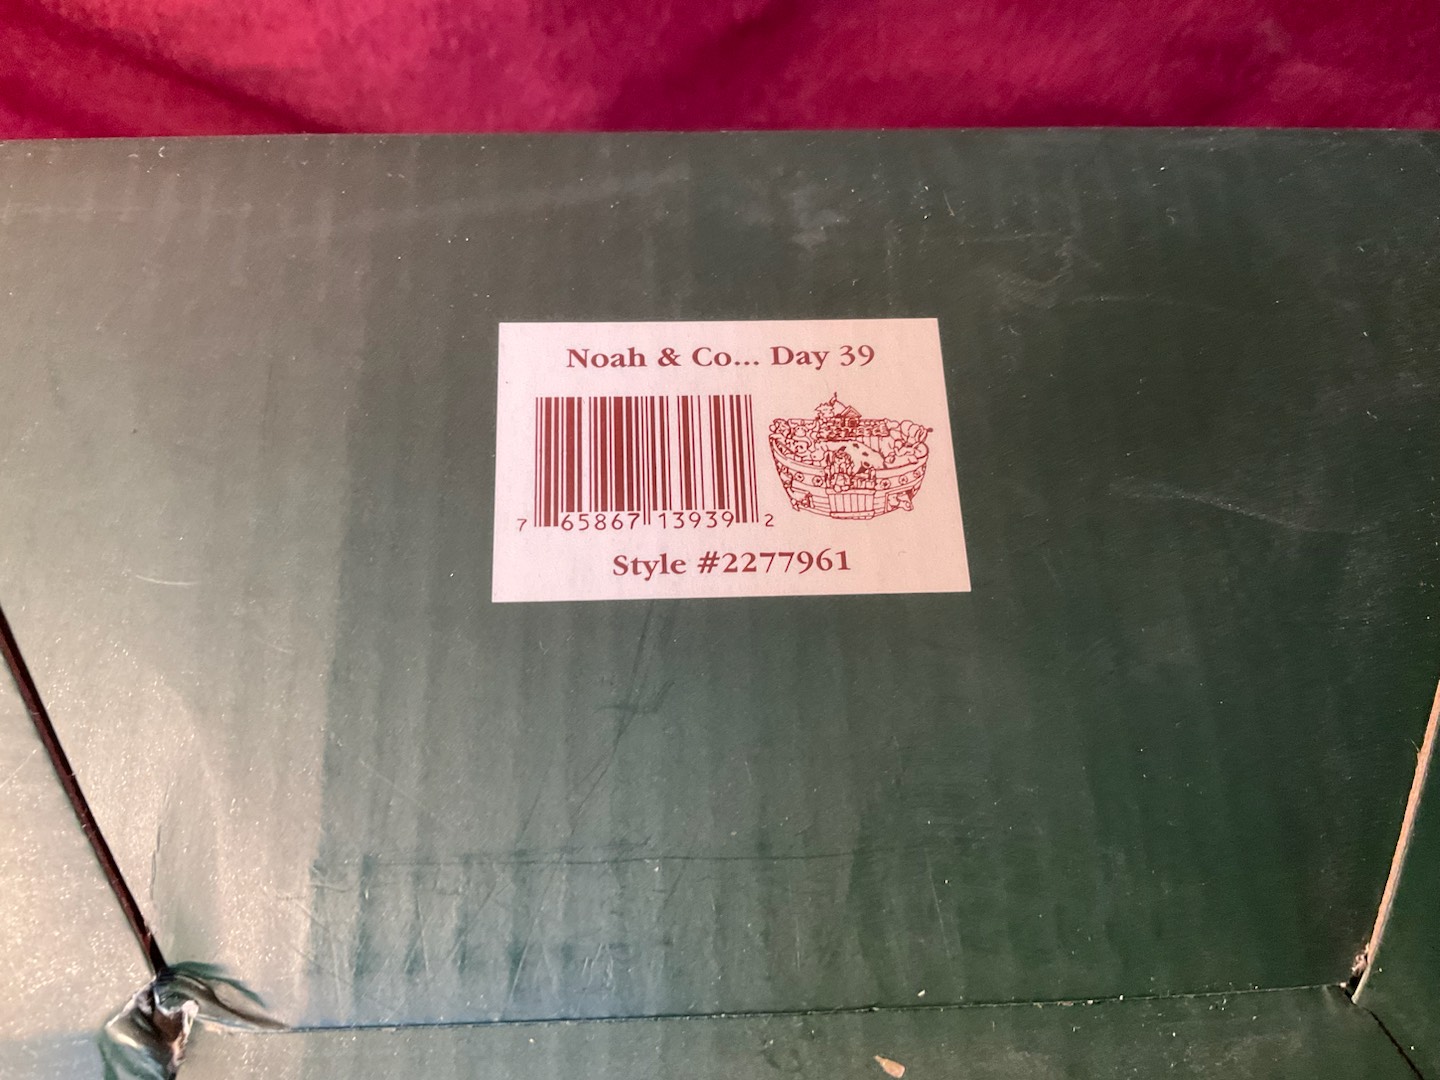 Noah & Co... Day 39
7 65867 13939 2
Style #2277961